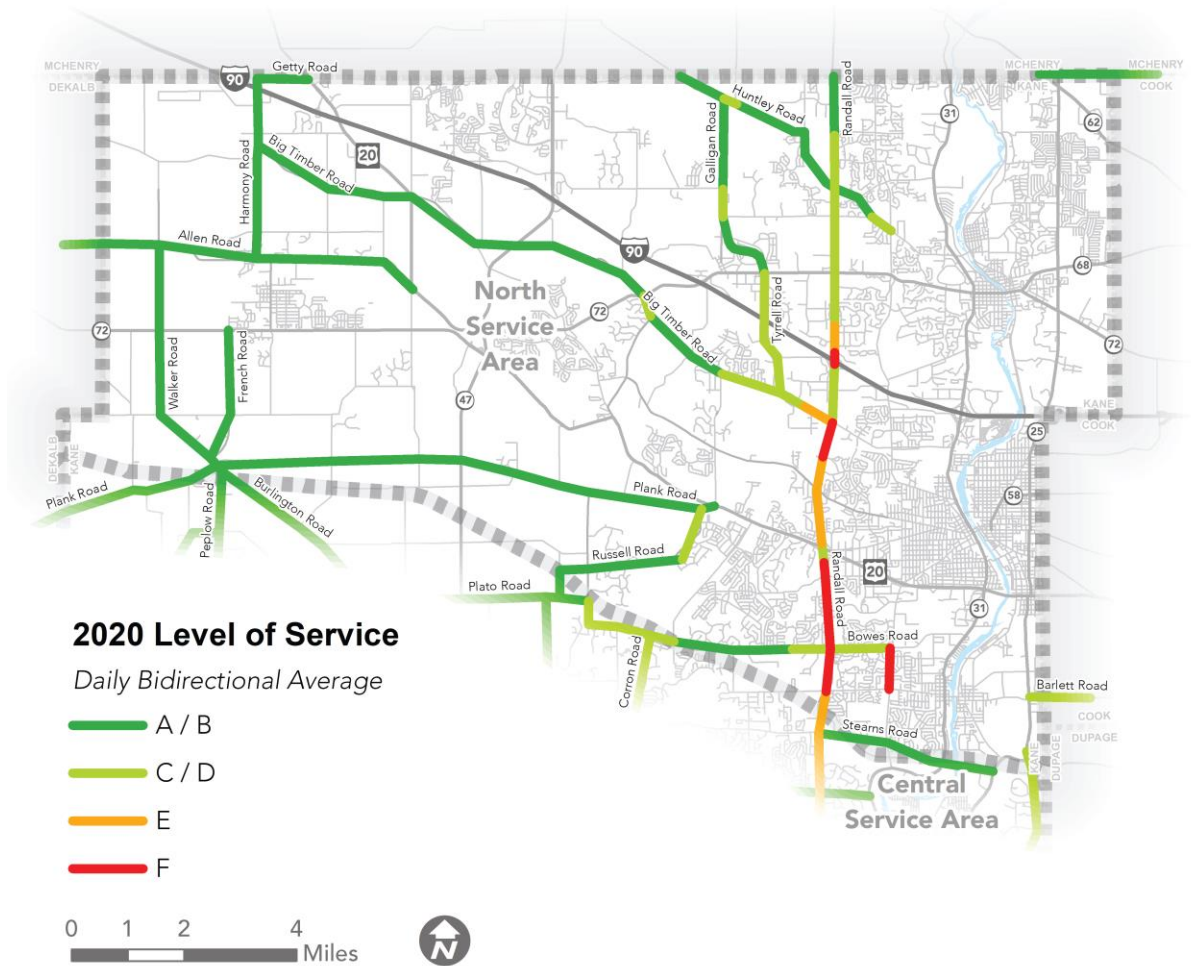 MCHENRY
DEKALB
90
Getty Road
MCHENRY
KANE
MCHENRY
COOK
Huntley Road
Randall Road
31
62
Galligan Road
20
Big Timber Road
Harmony Road
Allen Road
90
68
North
Service
Area
72
Big Timber Road
Tyrrell Road
72
72
Walker Road
French Road
47
KANE
COOK
25
DEKALB
KANE
Plank Road
Peplow Road
Burlington Road
Plank Road
58
Russell Road
Randall Road
20
Plato Road
31
Bowes Road
Corron Road
Barlett Road
COOK
DUPAGE
Stearns Road
KANE
DUPAGE
Central
Service Area
2020 Level of Service
Daily Bidirectional Average
A / B
C / D
E
F
0 1 2 4
Miles
N